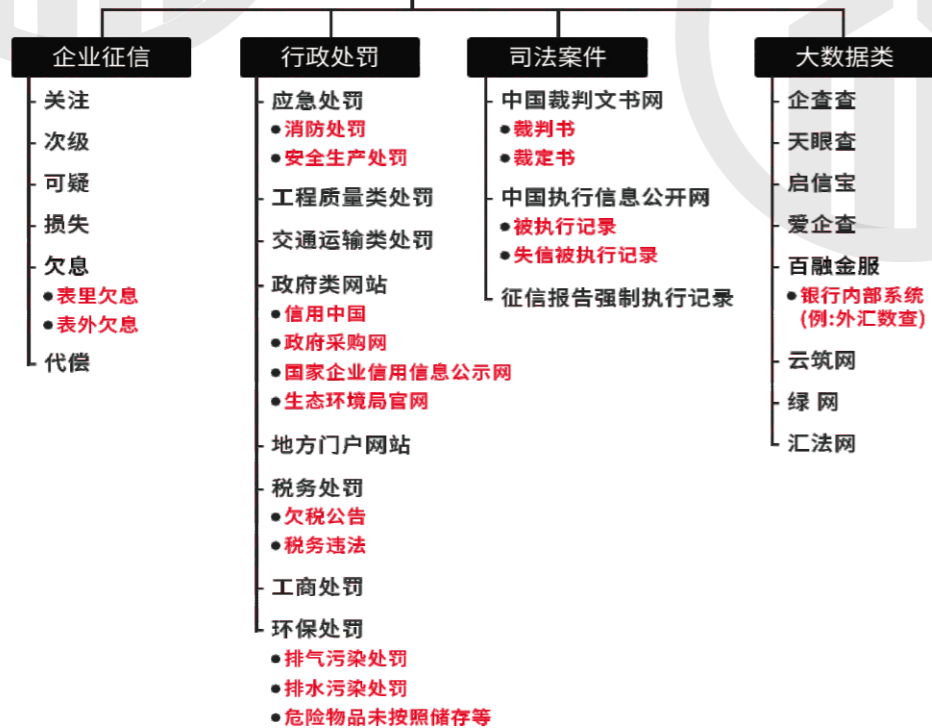 企业征信
关注
次级
可疑
损失
欠息
●表里欠息
●表外欠息
代偿
行政处罚
应急处罚
●消防处罚
●安全生产处罚
工程质量类处罚
交通运输类处罚
政府类网站
●信用中国
●政府采购网
●国家企业信用信息公示网
●生态环境局官网
地方门户网站
税务处罚
●欠税公告
●税务违法
工商处罚
环保处罚
●排气污染处罚
●排水污染处罚
●危险物品未按照储存等
司法案件
中国裁判文书网
●裁判书
●裁定书
中国执行信息公开网
●被执行记录
●失信被执行记录
征信报告强制执行记录
大数据类
企查查
天眼查
启信宝
爱企查
百融金服
●银行内部系统
(例:外汇数查)
云筑网
绿 网
汇法网